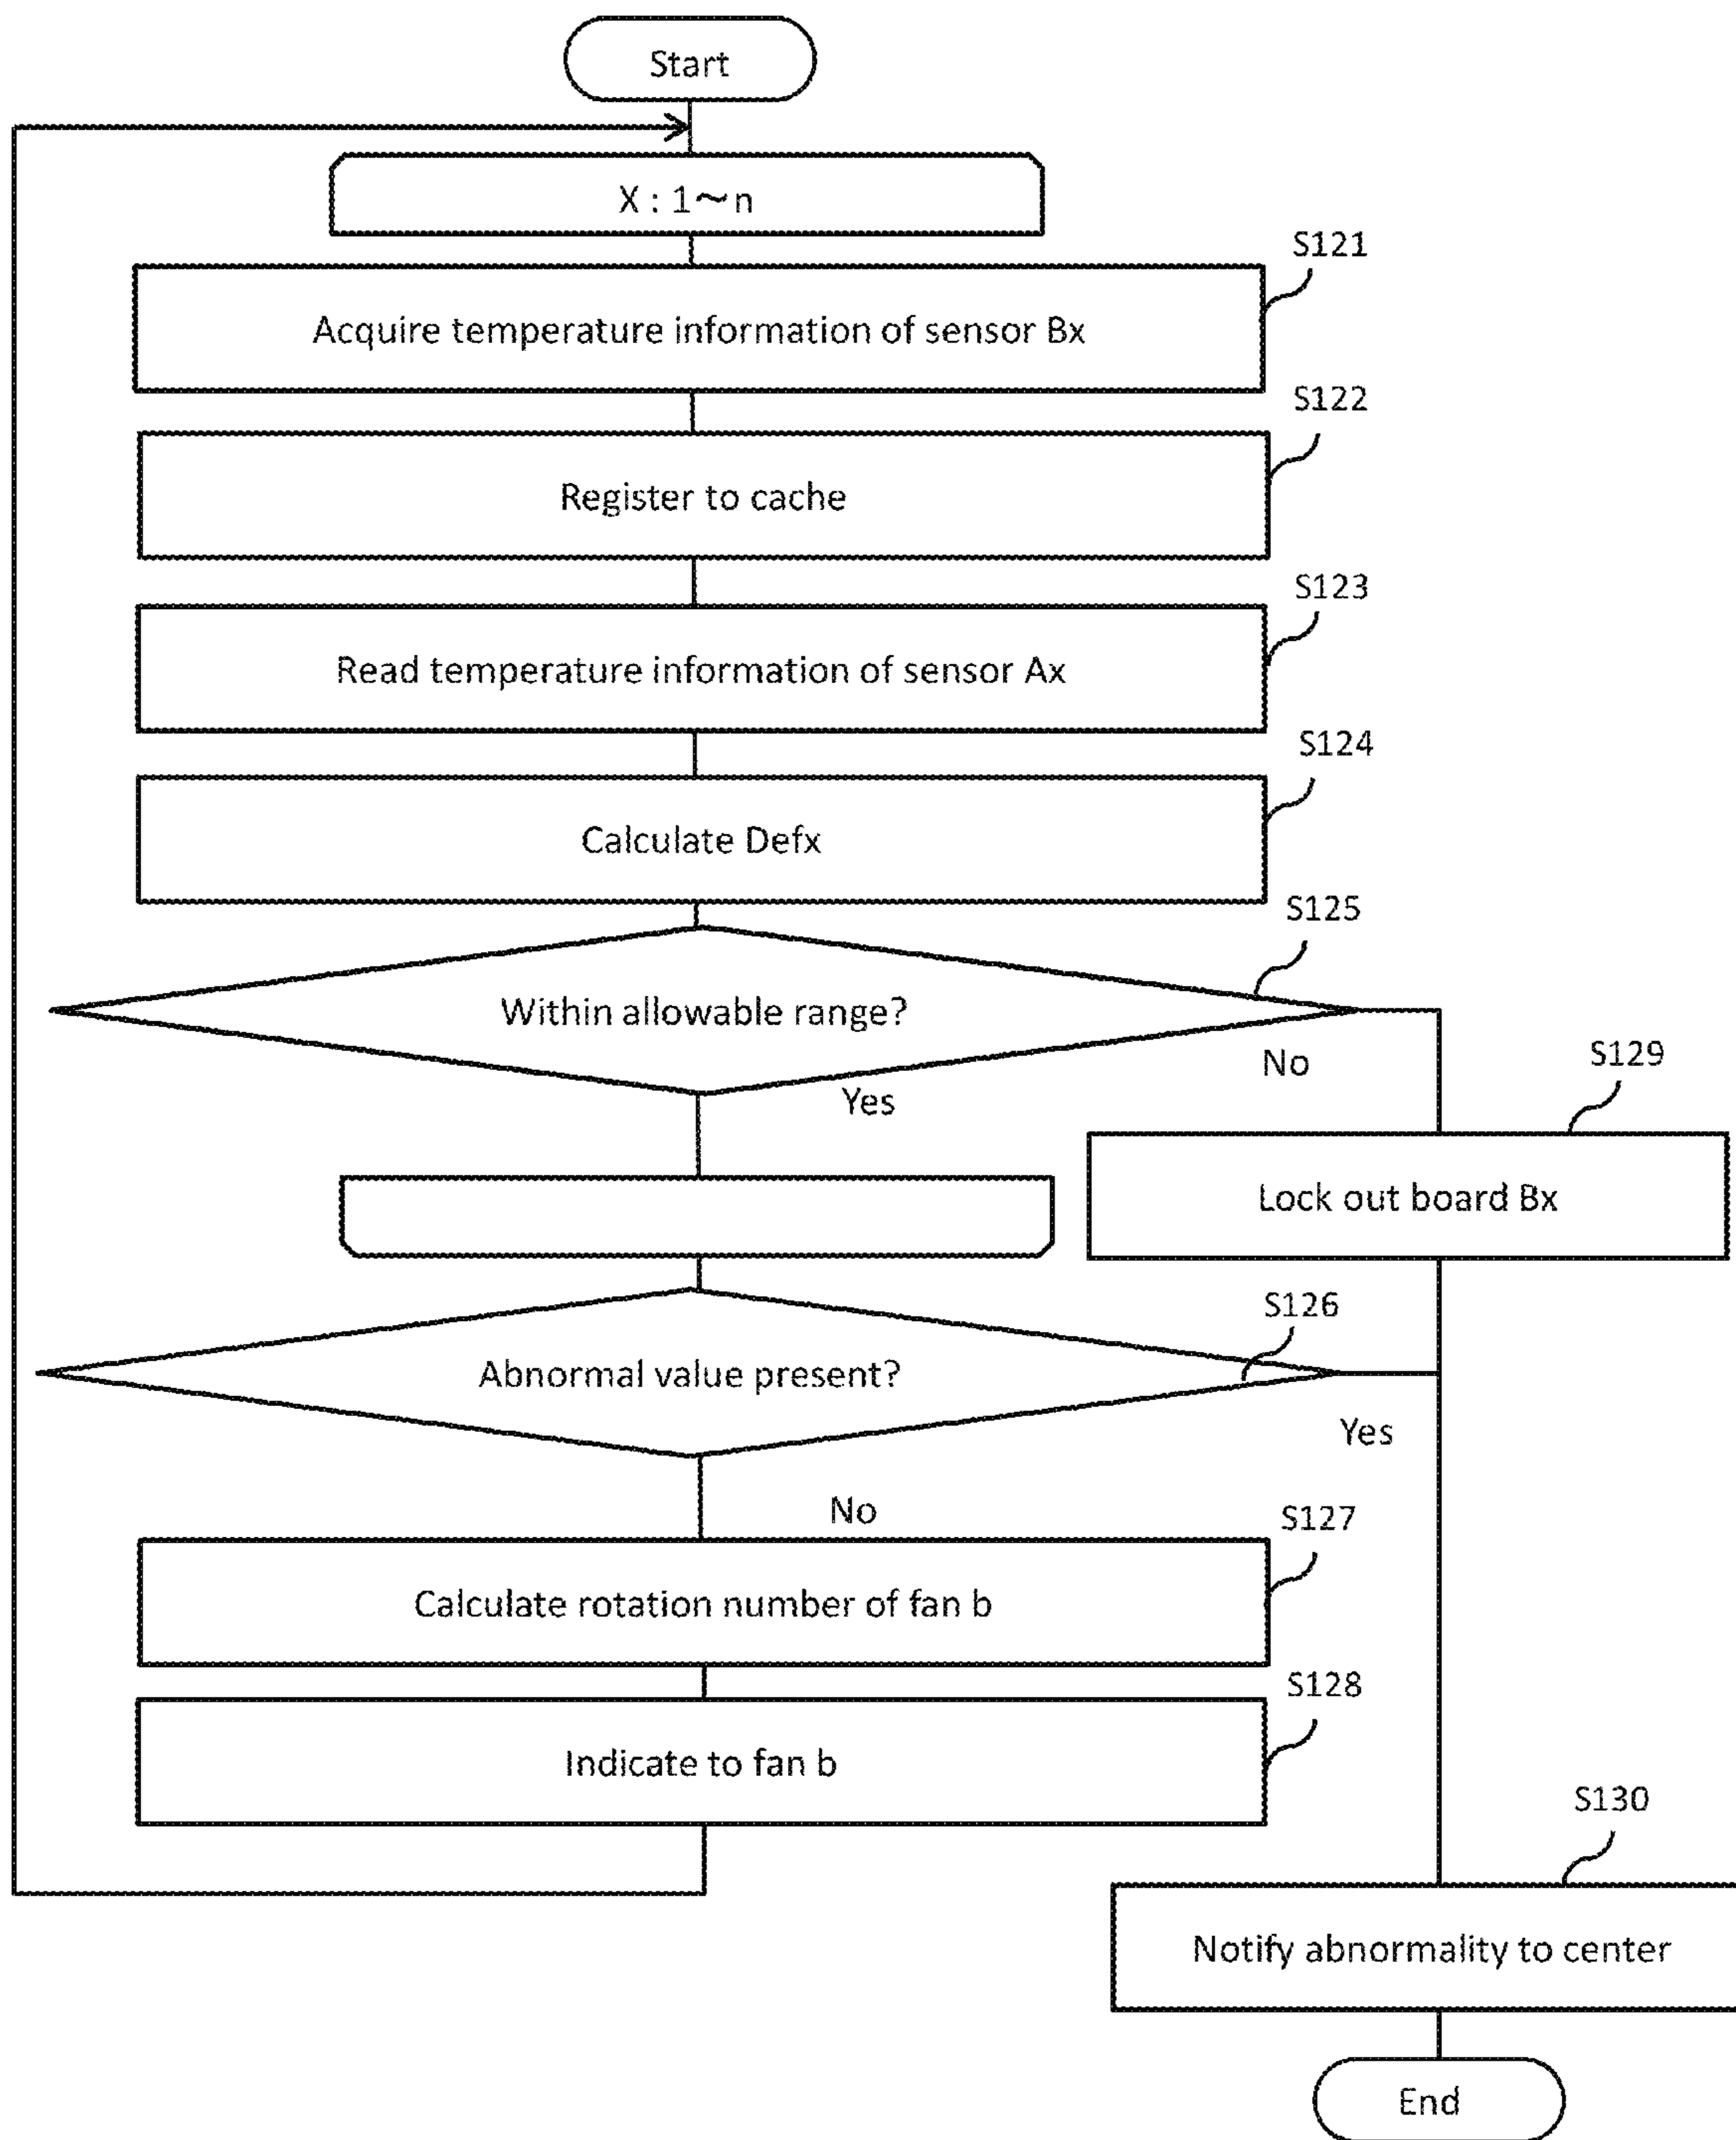 Start
X : 1～n
S121
Acquire temperature information of sensor Bx
S122
Register to cache
S123
Read temperature information of sensor Ax
S124
Calculate Defx
S125
Within allowable range?
No
Yes
S129
Lock out board Bx
S126
Abnormal value present?
Yes
No
S127
Calculate rotation number of fan b
S128
Indicate to fan b
S130
Notify abnormality to center
End